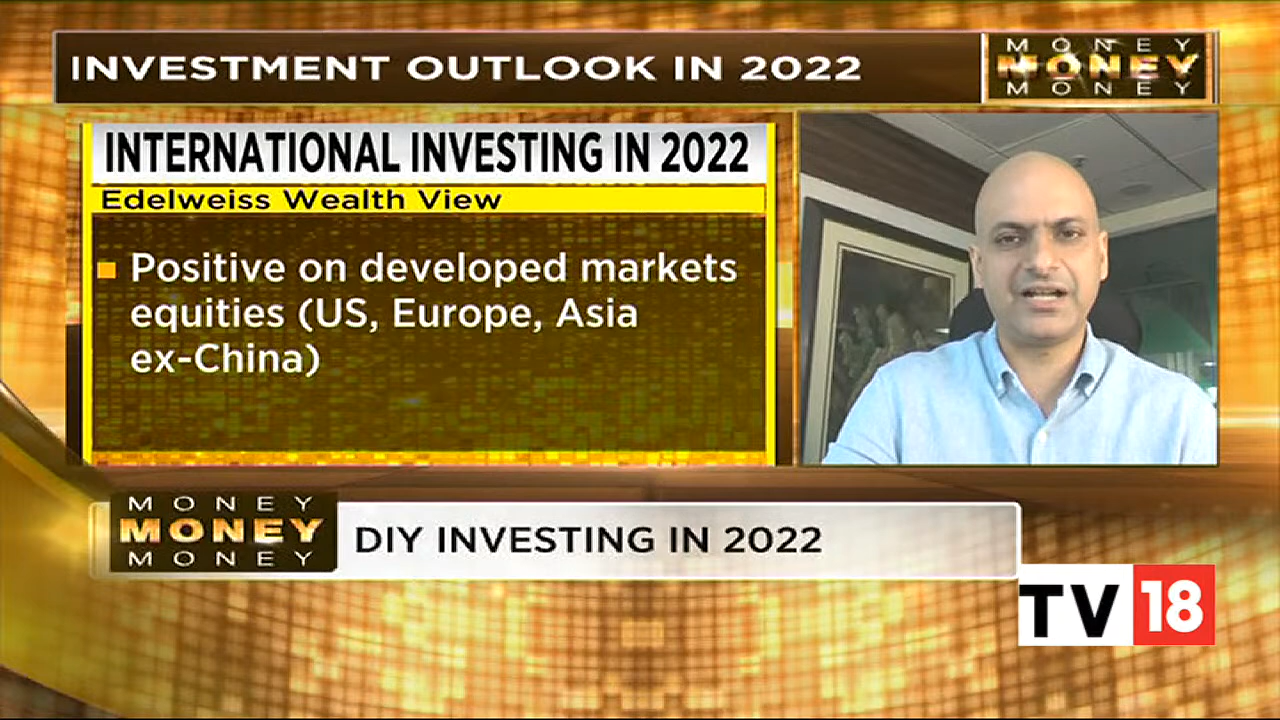 INVESTMENT OUTLOOK IN 2022
MONEY
MONEY
MONEY
INTERNATIONAL INVESTING IN 2022
Edelweiss Wealth View
Positive on developed markets
equities (US, Europe, Asia
ex-China)
MONEY
MONEY
MONEY
DIY INVESTING IN 2022
TV18